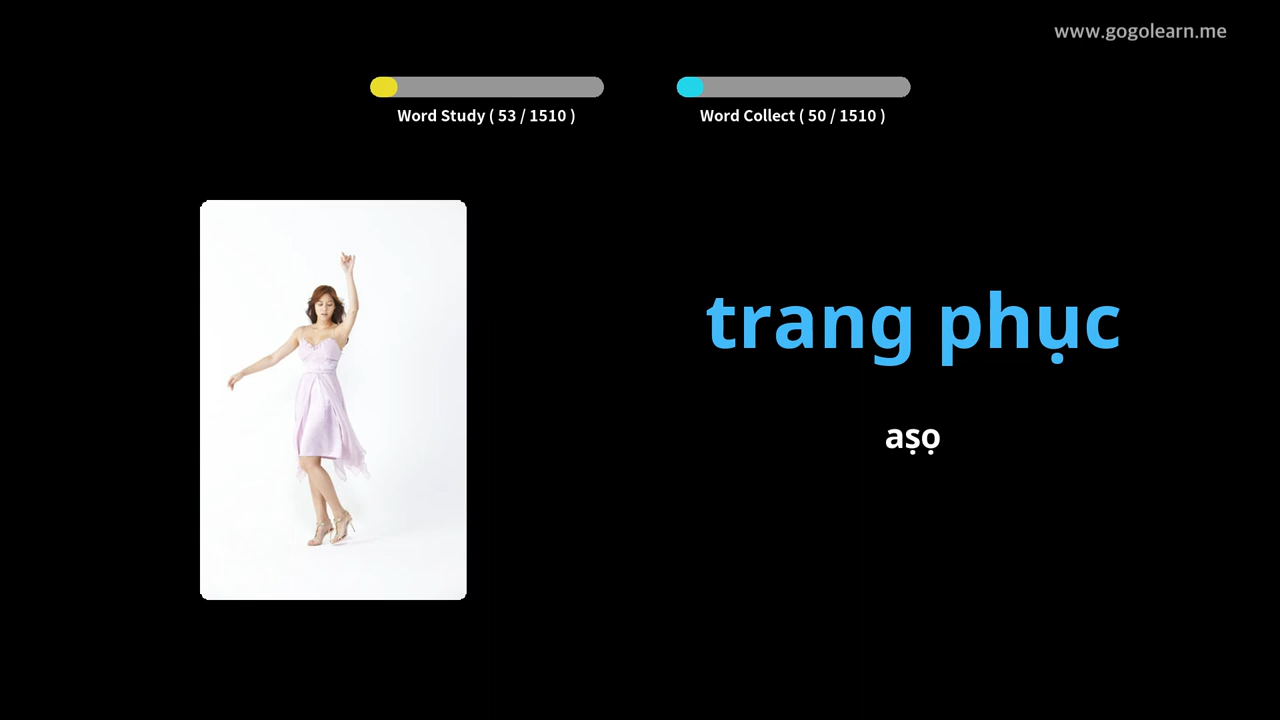 www.gogolearn.me
Word Study ( 53 / 1510 )
Word Collect ( 50 / 1510 )
trang phục
aṣọ